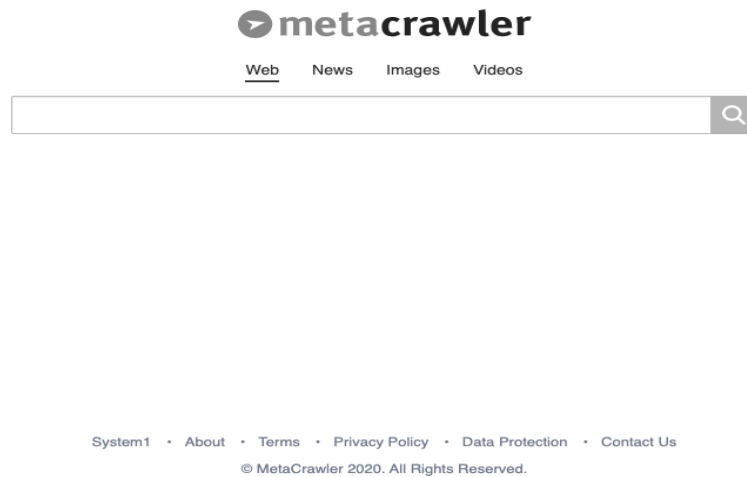 metacrawler
Web News Images Videos
System1 • About • Terms • Privacy Policy • Data Protection • Contact Us
© MetaCrawler 2020. All Rights Reserved.